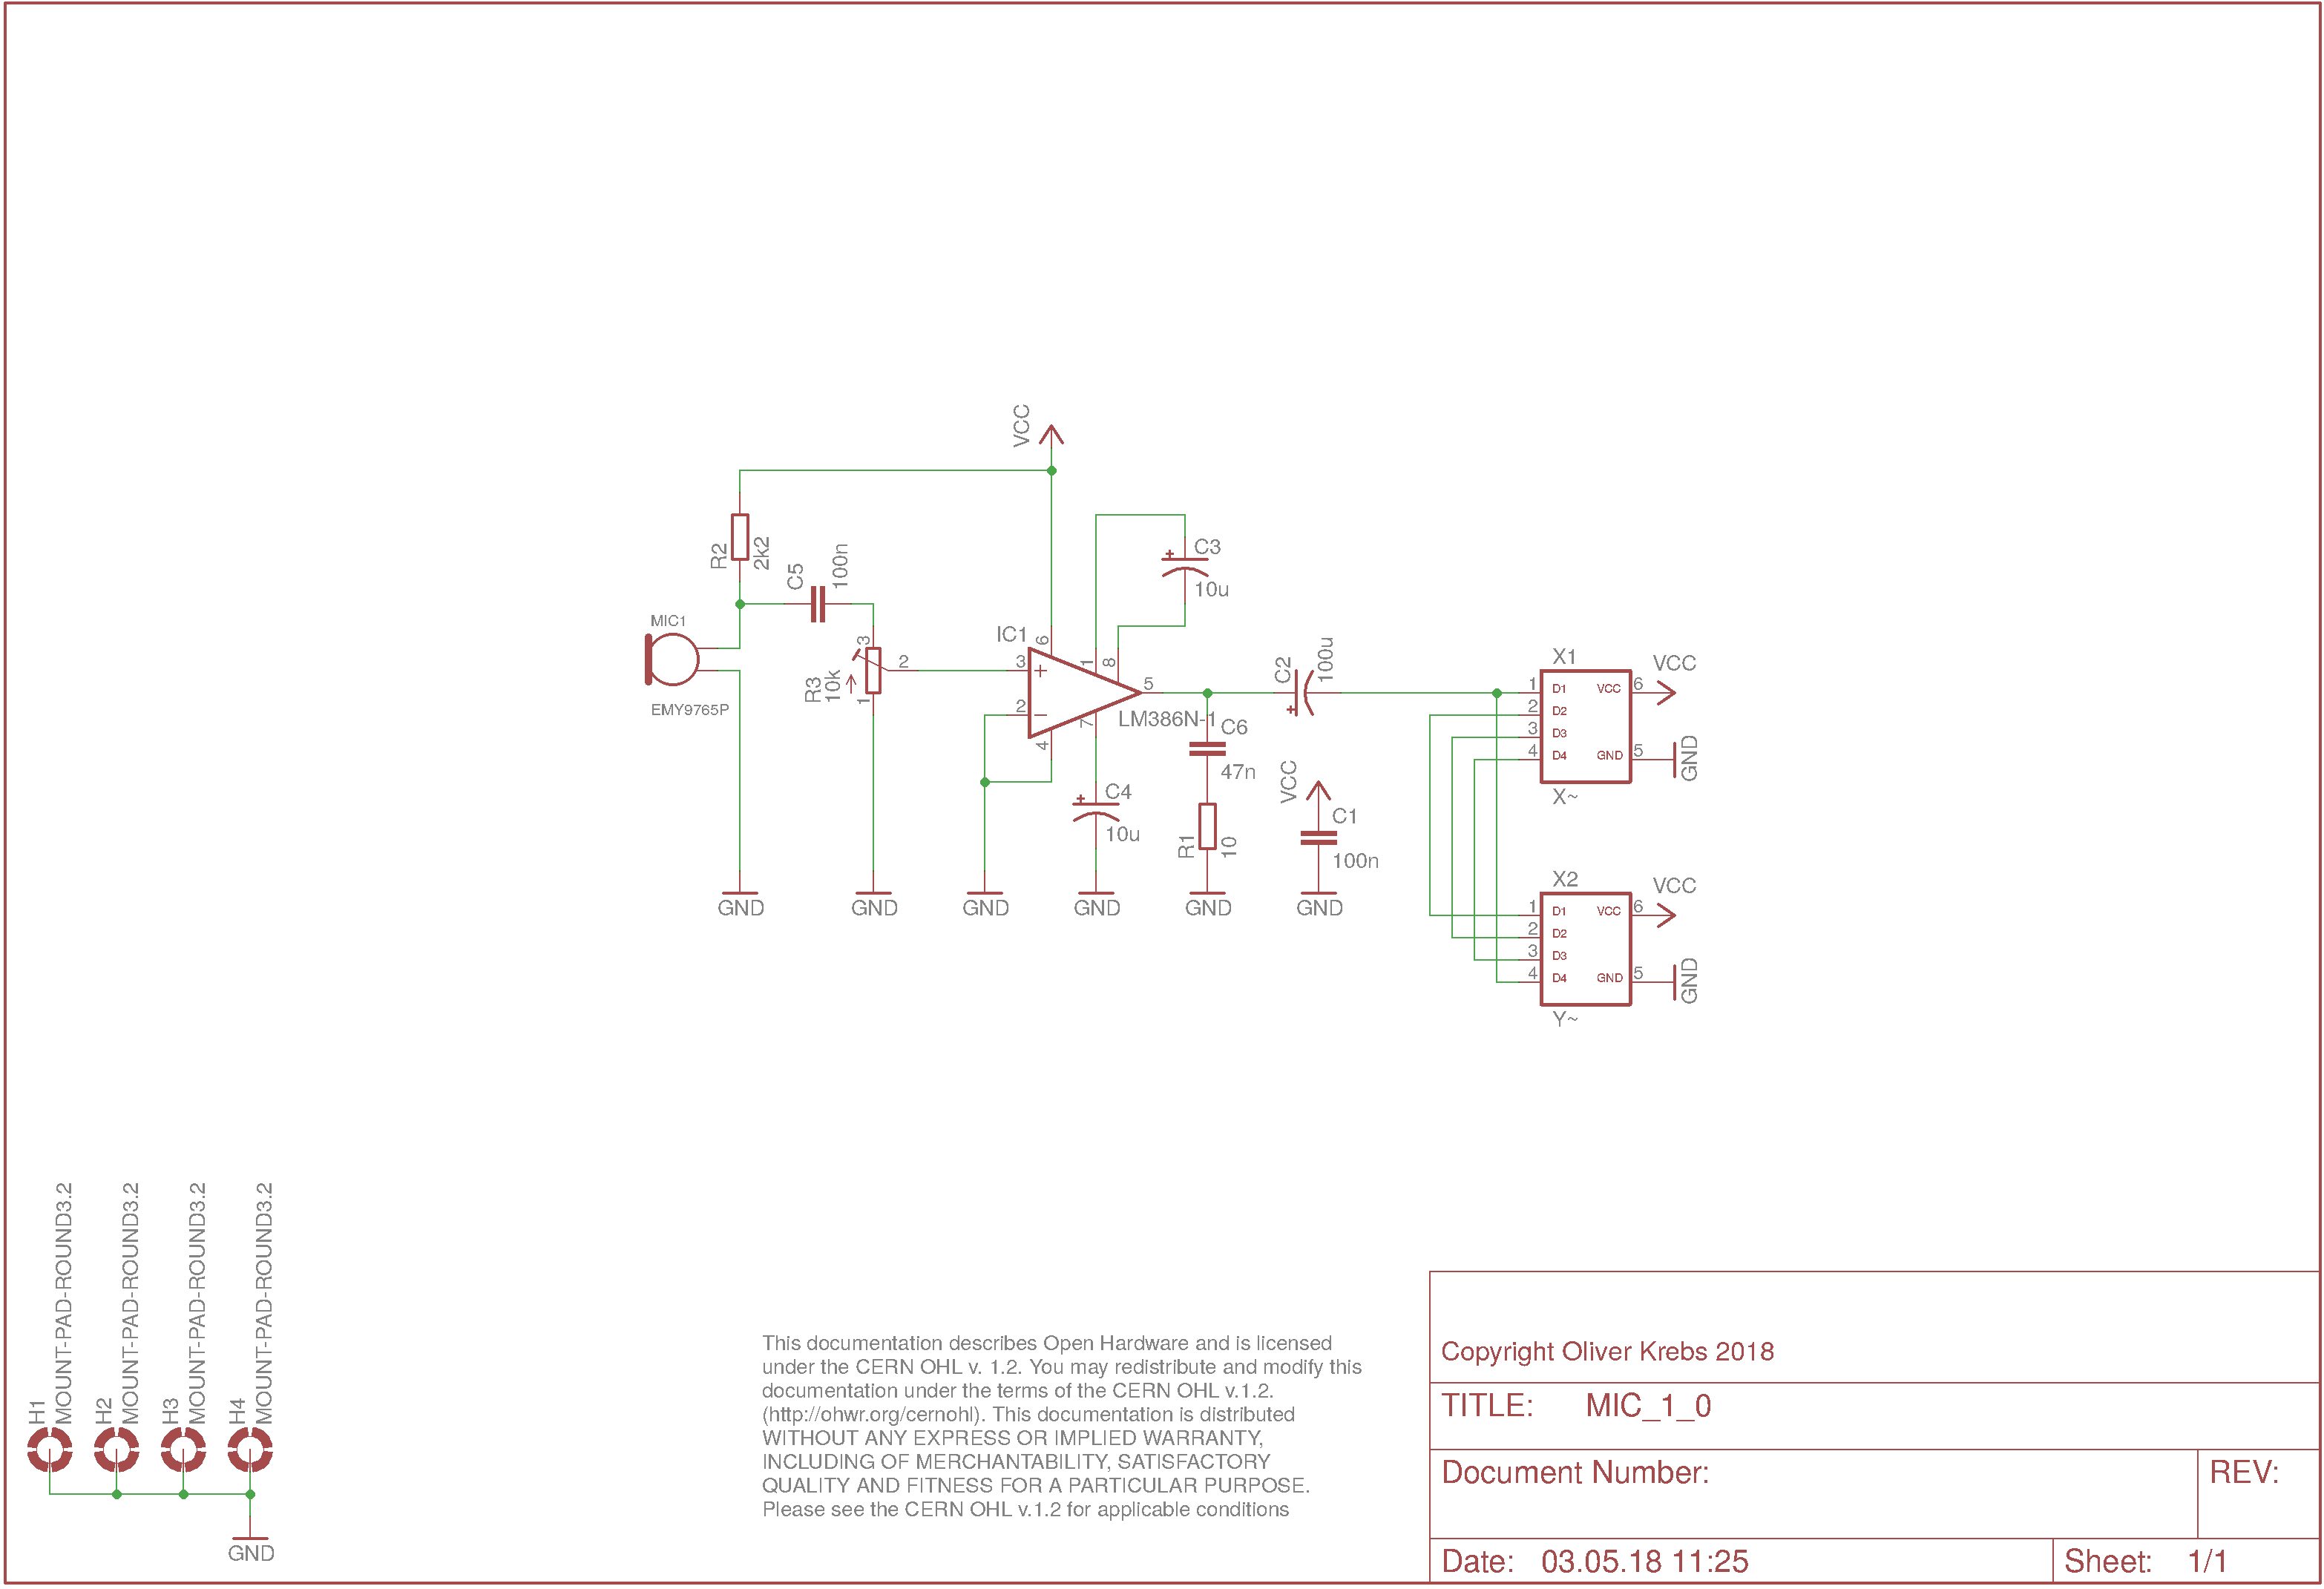 VCC
R2
2k2
C5
100n
C3
10u
MIC1
EMY9765P
R3
10k
3
2
1
IC1
6
3
2
1
8
5
7
4
LM386N-1
C2
100u
C6
47n
C4
10u
R1
10
VCC
C1
100n
GND
GND
GND
GND
GND
GND
X1
VCC
1 D1 VCC 6
2 D2
3 D3
4 D4 GND 5
GND
X~
X2
VCC
1 D1 VCC 6
2 D2
3 D3
4 D4 GND 5
GND
Y~
H1
MOUNT-PAD-ROUND3.2
H2
MOUNT-PAD-ROUND3.2
H3
MOUNT-PAD-ROUND3.2
H4
MOUNT-PAD-ROUND3.2
GND
This documentation describes Open Hardware and is licensed
under the CERN OHL v. 1.2. You may redistribute and modify this
documentation under the terms of the CERN OHL v.1.2.
(http://ohwr.org/cernohl). This documentation is distributed
WITHOUT ANY EXPRESS OR IMPLIED WARRANTY,
INCLUDING OF MERCHANTABILITY, SATISFACTORY
QUALITY AND FITNESS FOR A PARTICULAR PURPOSE.
Please see the CERN OHL v.1.2 for applicable conditions
Copyright Oliver Krebs 2018
TITLE: MIC_1_0
Document Number:
REV:
Date: 03.05.18 11:25
Sheet: 1/1